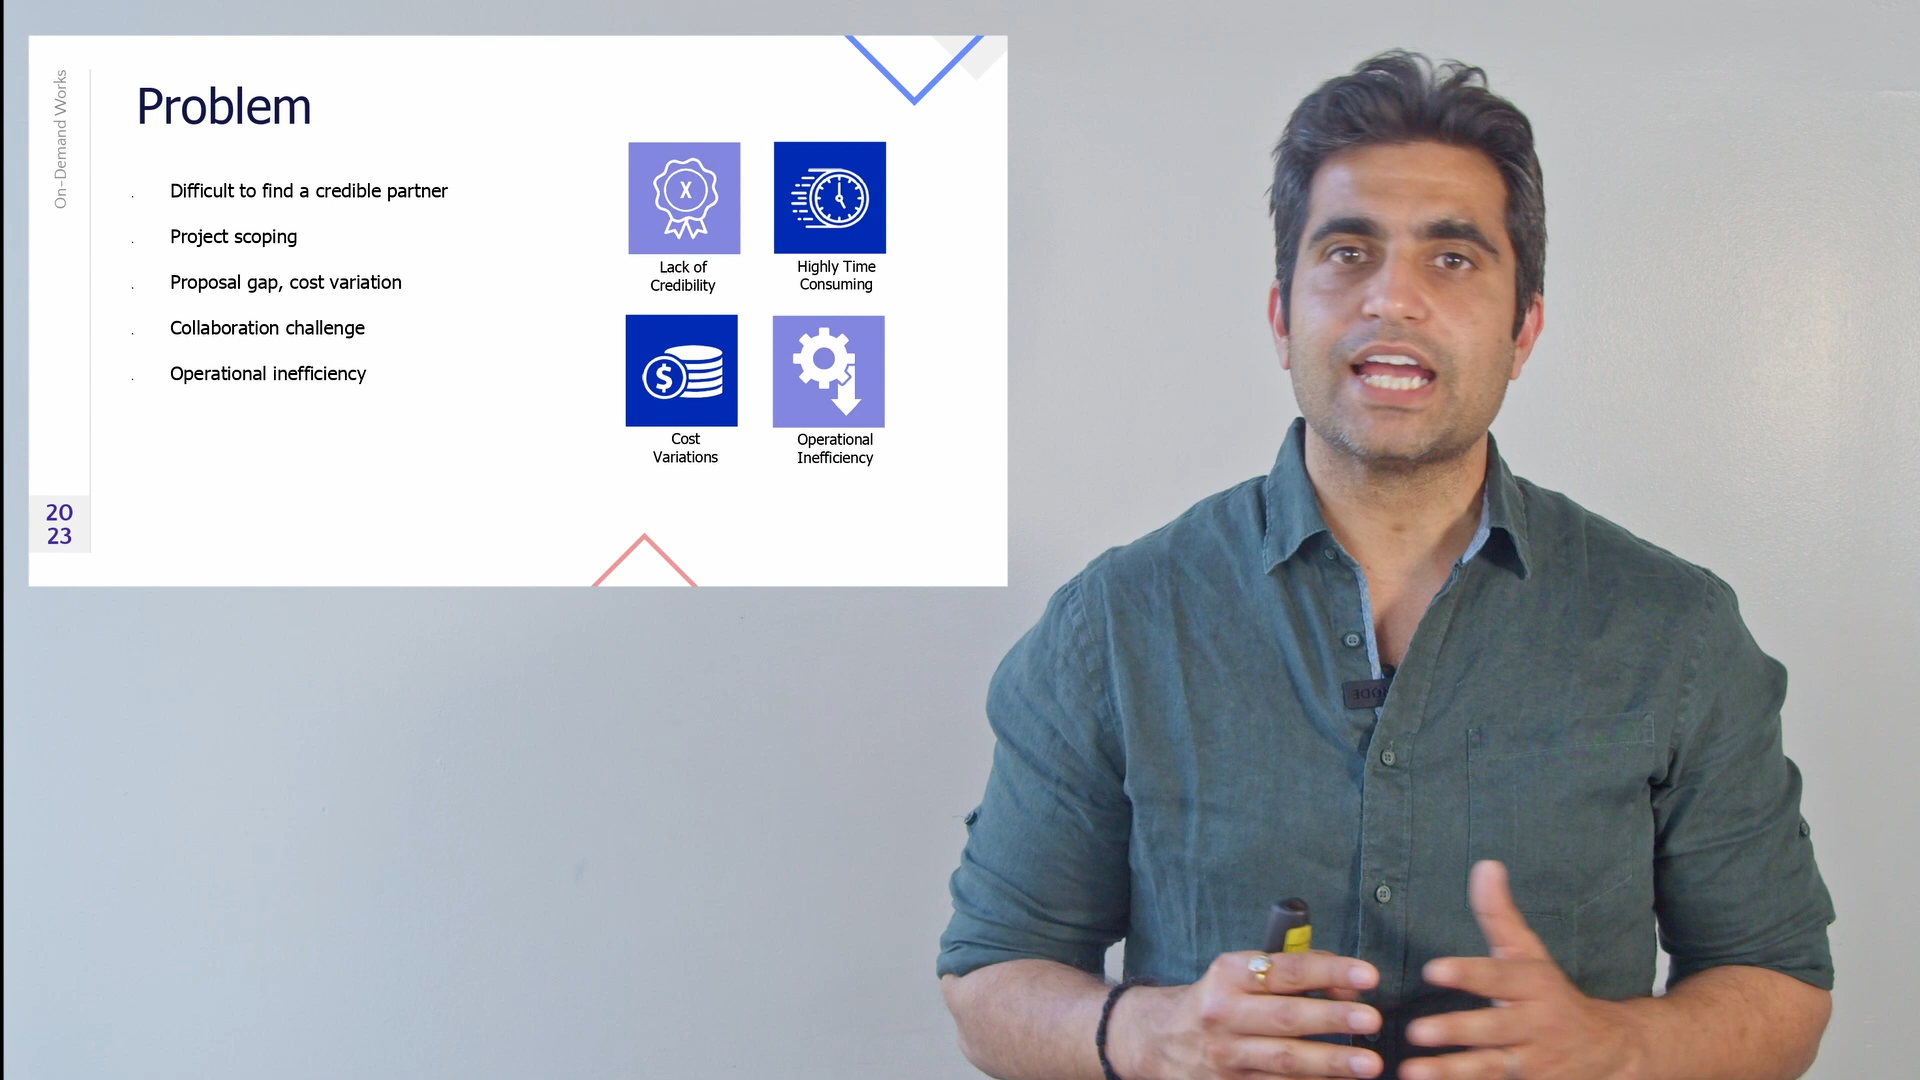 On-Demand Works
Problem
. Difficult to find a credible partner
. Project scoping
. Proposal gap, cost variation
. Collaboration challenge
. Operational inefficiency
X
Lack of
Credibility
Highly Time
Consuming
$
Cost
Variations
Operational
Inefficiency
20
23
RØDE